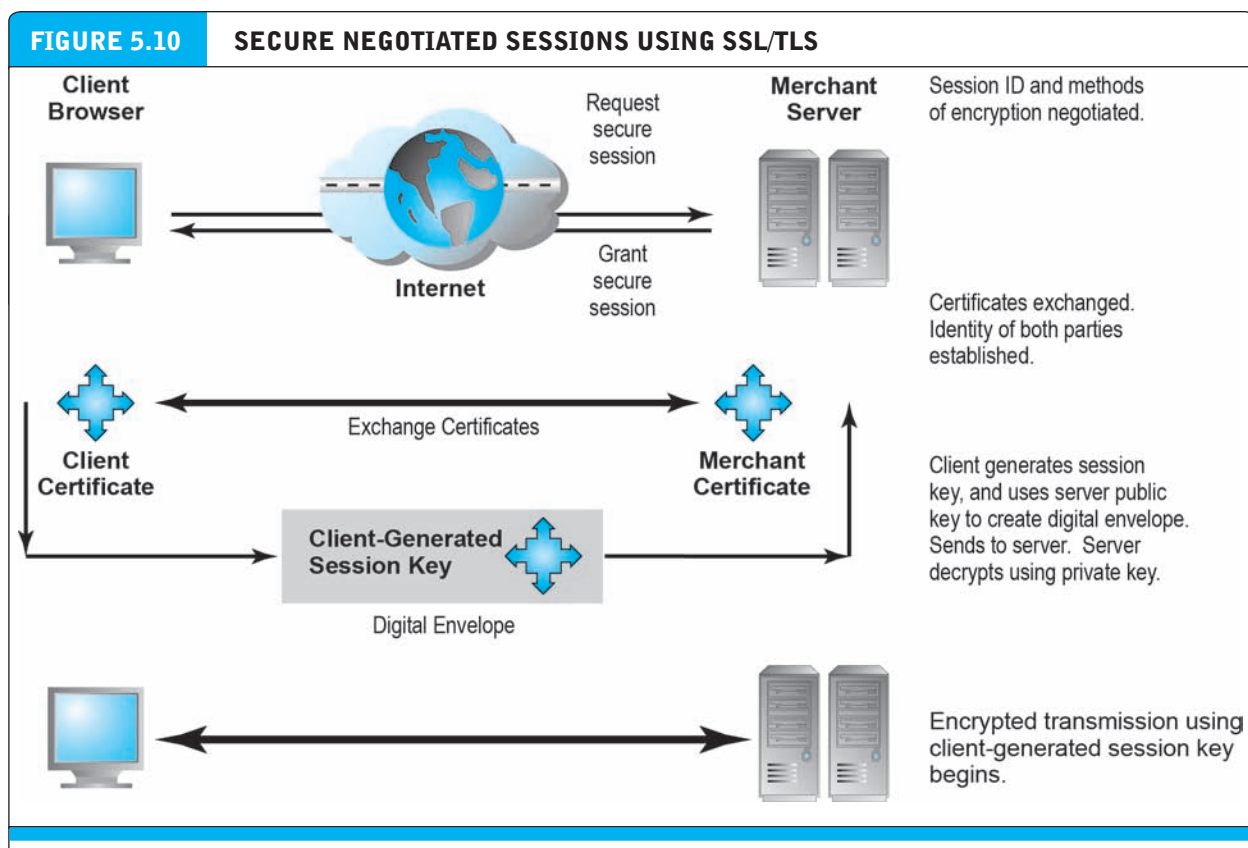 FIGURE 5.10
SECURE NEGOTIATED SESSIONS USING SSL/TLS
Client
Browser
Request
secure
session
Merchant
Server
Session ID and methods
of encryption negotiated.
Internet
Grant
secure
session
Certificates exchanged.
Identity of both parties
established.
Exchange Certificates
Client
Certificate
Merchant
Certificate
Client generates session
key, and uses server public
key to create digital envelope.
Sends to server. Server
decrypts using private key.
Client-Generated
Session Key
Digital Envelope
Encrypted transmission using
client-generated session key
begins.